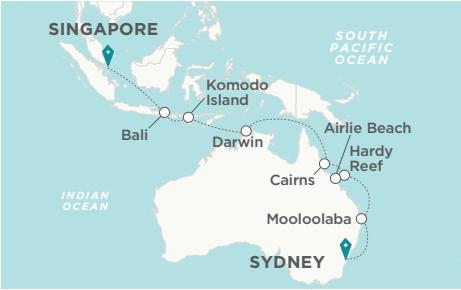 SINGAPORE
SOUTH
PACIFIC
OCEAN
Komodo
Island
Bali
Darwin
Airlie Beach
Hardy
Reef
Cairns
INDIAN
OCEAN
Mooloolaba
SYDNEY